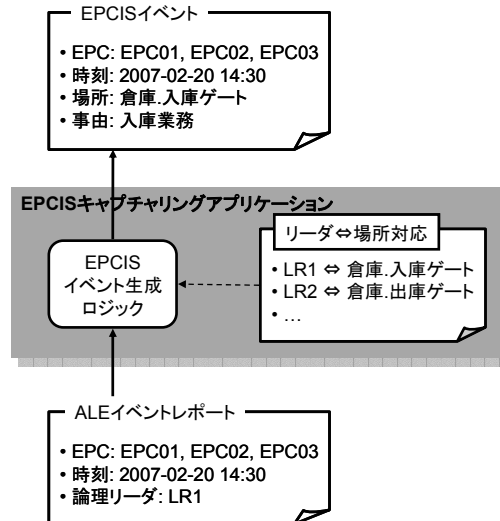 EPCISイベント
• EPC: EPC01, EPC02, EPC03
• 時刻: 2007-02-20 14:30
• 場所: 倉庫.入庫ゲート
• 事由: 入庫業務
EPCISキャプチャリングアプリケーション
リーダ⇔場所対応
EPCIS
イベント生成
ロジック
• LR1 ⇔ 倉庫.入庫ゲート
• LR2 ⇔ 倉庫.出庫ゲート
• …
ALEイベントレポート
• EPC: EPC01, EPC02, EPC03
• 時刻: 2007-02-20 14:30
• 論理リーダ: LR1